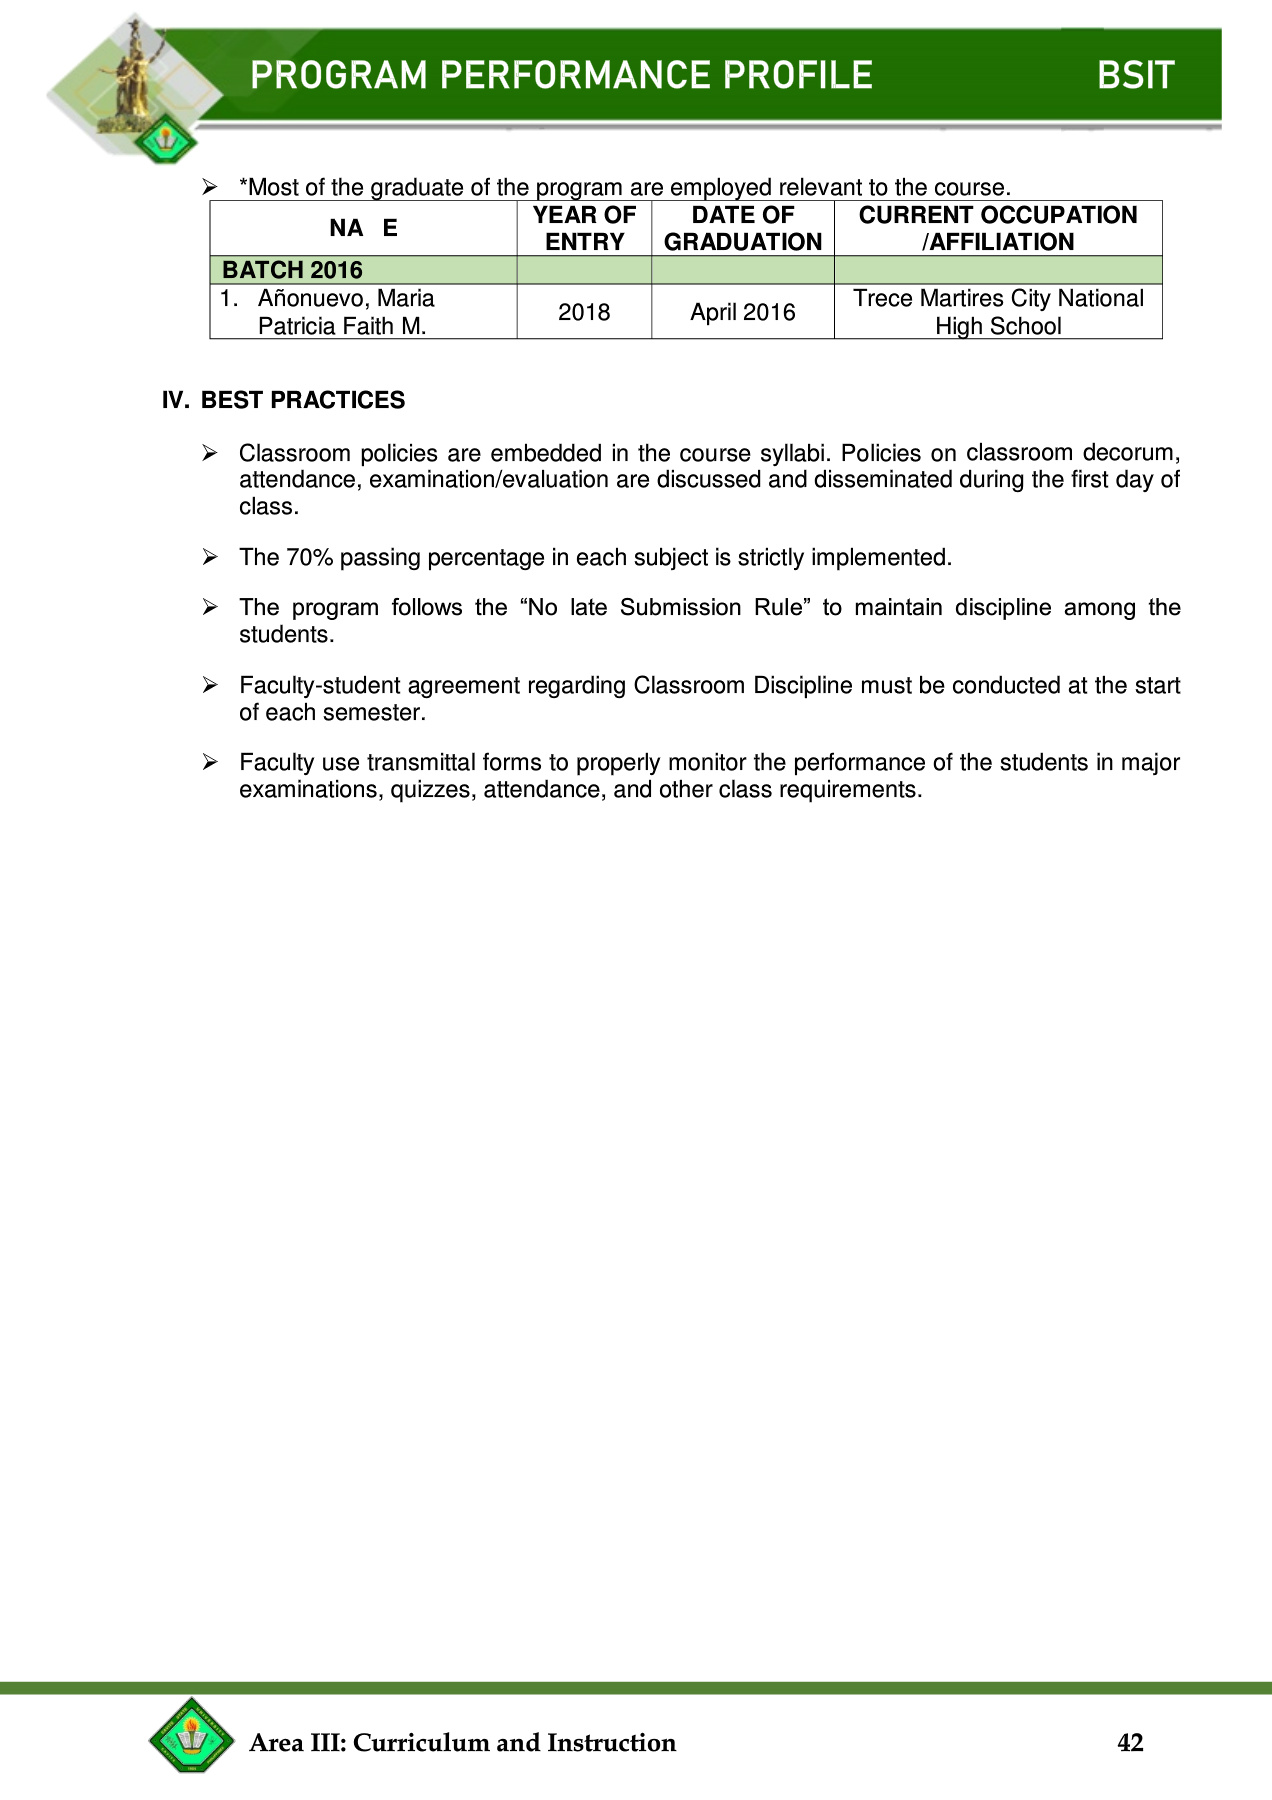 PROGRAM PERFORMANCE PROFILE BSIT
➢ *Most of the graduate of the program are employed relevant to the course.
NA E YEAR OF ENTRY DATE OF GRADUATION CURRENT OCCUPATION /AFFILIATION
BATCH 2016
1. Añonuevo, Maria Patricia Faith M. 2018 April 2016 Trece Martires City National High School
IV. BEST PRACTICES
➢ Classroom policies are embedded in the course syllabi. Policies on classroom decorum,
attendance, examination/evaluation are discussed and disseminated during the first day of
class.
➢ The 70% passing percentage in each subject is strictly implemented.
➢ The program follows the “No late Submission Rule” to maintain discipline among the
students.
➢ Faculty-student agreement regarding Classroom Discipline must be conducted at the start
of each semester.
➢ Faculty use transmittal forms to properly monitor the performance of the students in major
examinations, quizzes, attendance, and other class requirements.
Area III: Curriculum and Instruction 42